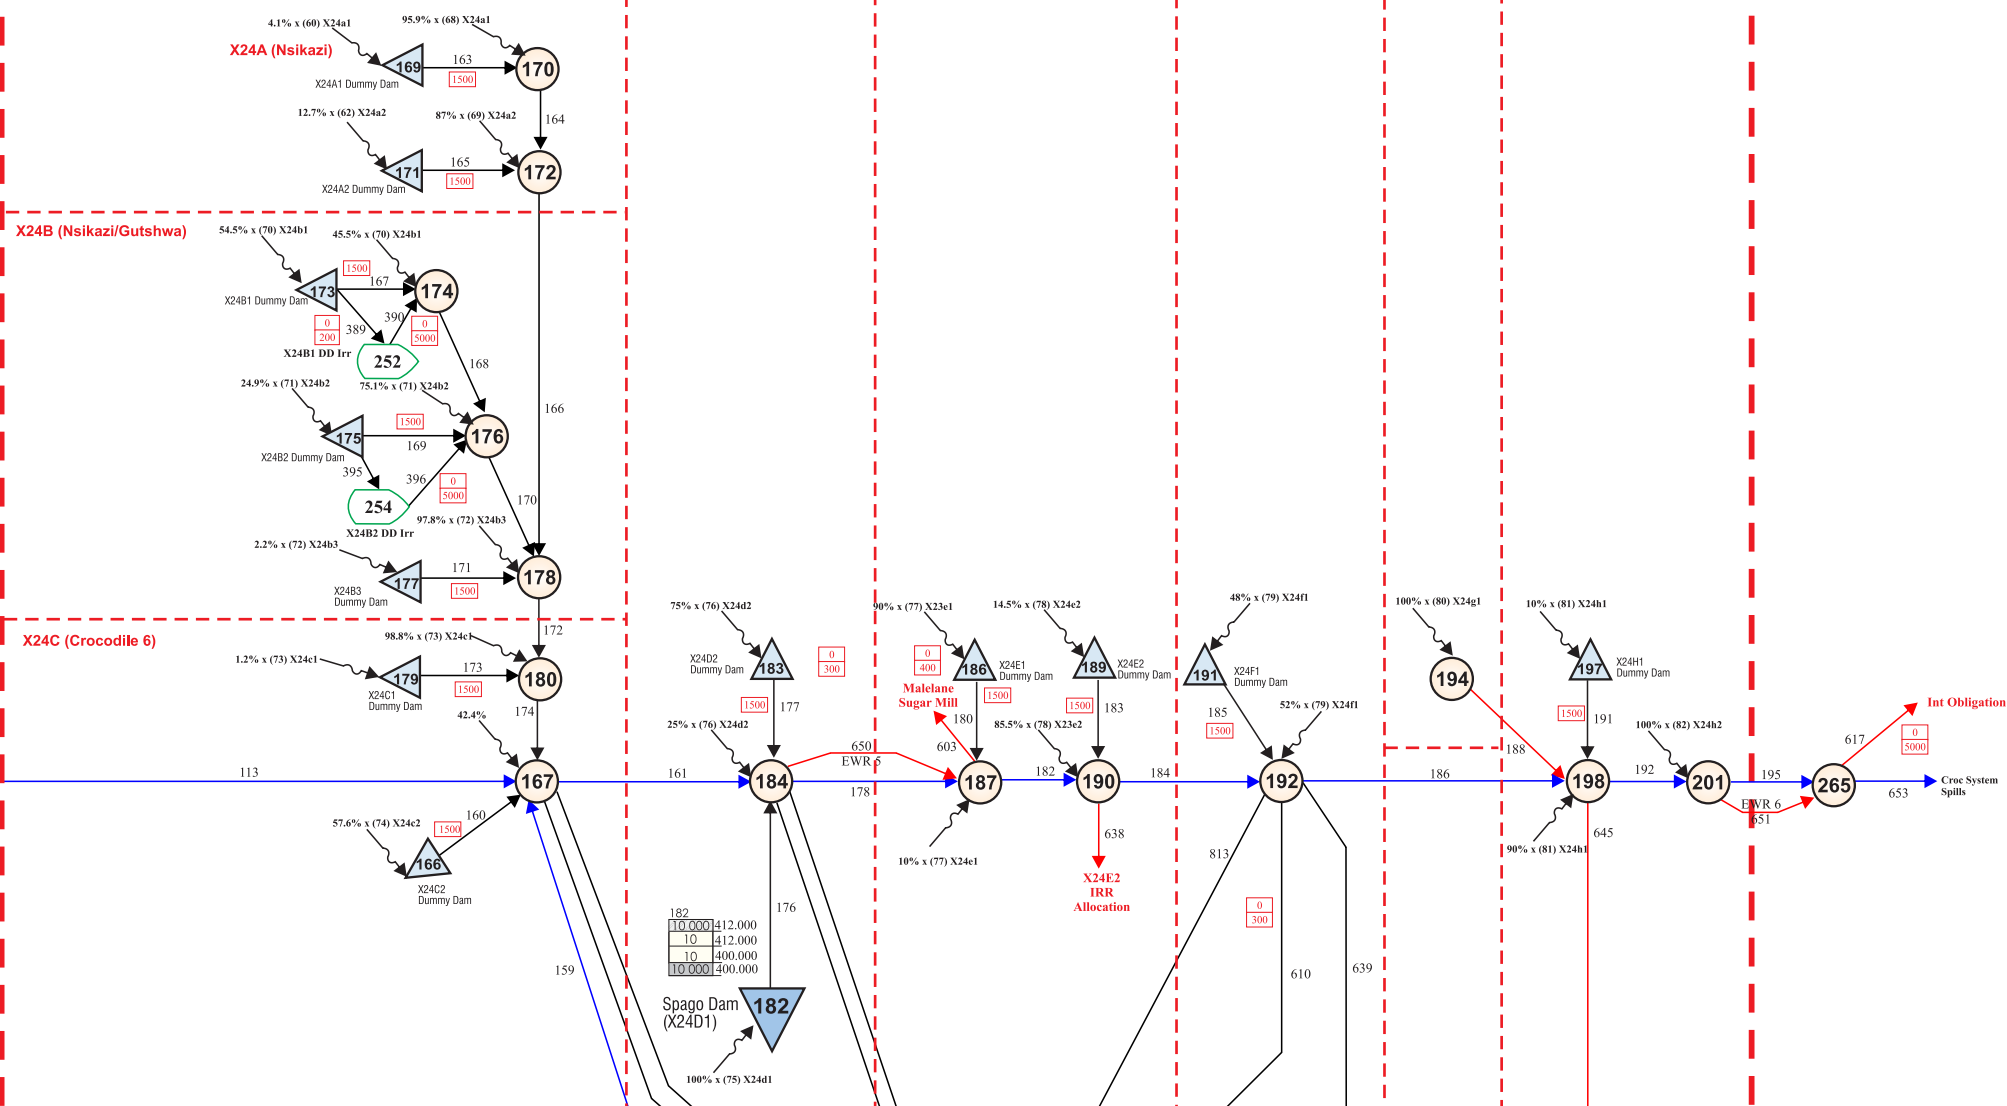 4.1% x (60) X24a1
95.9% x (68) X24a1
X24A (Nsikazi)
169
163
1500
170
X24A1 Dummy Dam
164
12.7% x (62) X24a2
87% x (69) X24a2
171
165
1500
172
X24A2 Dummy Dam
X24B (Nsikazi/Gutshwa)
54.5% x (70) X24b1
45.5% x (70) X24b1
1500
173
167
174
X24B1 Dummy Dam
0
200
389
390
0
5000
X24B1 DD Irr
252
168
24.9% x (71) X24b2
75.1% x (71) X24b2
166
1500
175
169
176
X24B2 Dummy Dam
395
396
0
5000
170
254
X24B2 DD Irr
97.8% x (72) X24b3
2.2% x (72) X24b3
177
171
1500
178
X24B3
Dummy Dam
X24C (Crocodile 6)
172
98.8% x (73) X24c1
1.2% x (73) X24c1
179
173
1500
180
X24C1
Dummy Dam
174
42.4%
113
167
161
160
1500
57.6% x (74) X24c2
166
X24C2
Dummy Dam
159
75% x (76) X24d2
X24D2
Dummy Dam
183
0
300
1500
177
25% x (76) X24d2
184
650
EWR 5
178
176
182
10 000
412.000
10
412.000
10
400.000
10 000
400.000
Spago Dam
(X24D1)
182
100% x (75) X24d1
90% x (77) X23e1
0
400
186
X24E1
Dummy Dam
Malelane
Sugar Mill
1500
180
603
187
10% x (77) X24e1
14.5% x (78) X24e2
189
X24E2
Dummy Dam
1500
183
85.5% x (78) X23e2
182
190
184
638
X24E2
IRR
Allocation
48% x (79) X24f1
191
X24F1
Dummy Dam
185
1500
52% x (79) X24f1
192
186
813
0
300
610
639
100% x (80) X24g1
194
188
10% x (81) X24h1
197
X24H1
Dummy Dam
1500
191
198
90% x (81) X24h1
645
192
100% x (82) X24h2
201
195
EWR 6
651
265
617
Int Obligation
0
5000
653
Croc System
Spills